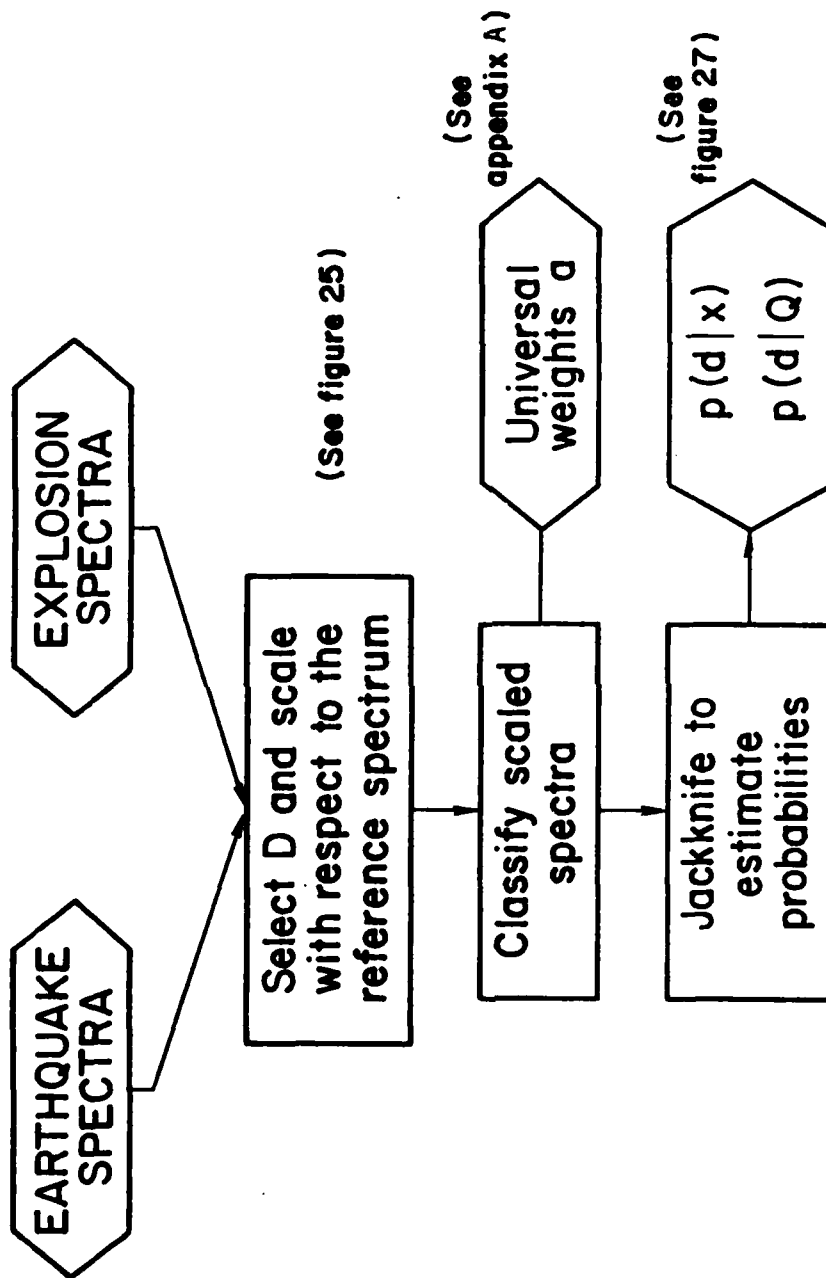 EARTHQUAKE
SPECTRA
EXPLOSION
SPECTRA
Select D and scale
with respect to the
reference spectrum
(See figure 25)
Classify scaled
spectra
Universal
weights a
(See
appendix A)
Jackknife to
estimate
probabilities
p(d|x)
p(d|Q)
(See
figure 27)